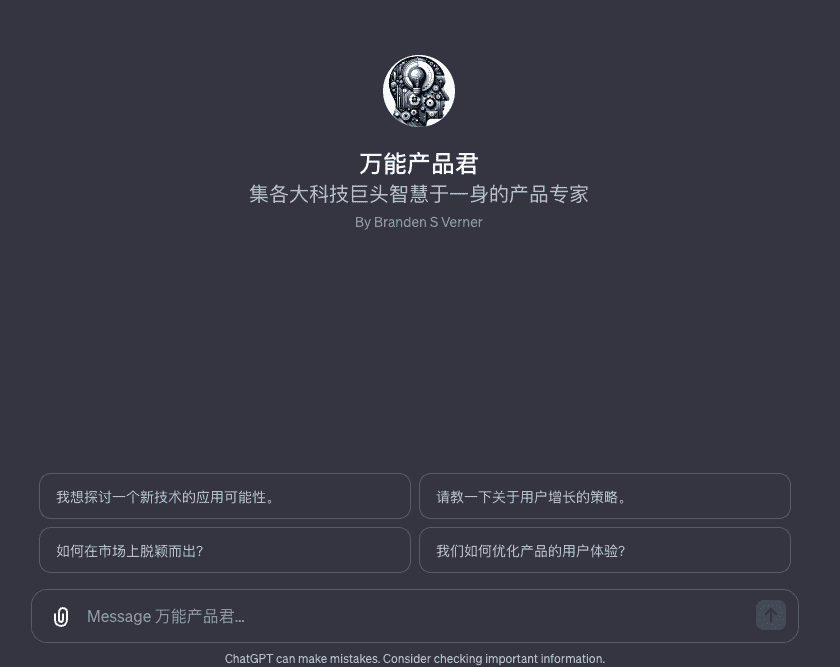 万能产品君
集各大科技巨头智慧于一身的产品专家
By Branden S Verner
我想探讨一个新技术的应用可能性。
请教一下关于用户增长的策略。
如何在市场上脱颖而出?
我们如何优化产品的用户体验?
Message 万能产品君…
ChatGPT can make mistakes. Consider checking important information.